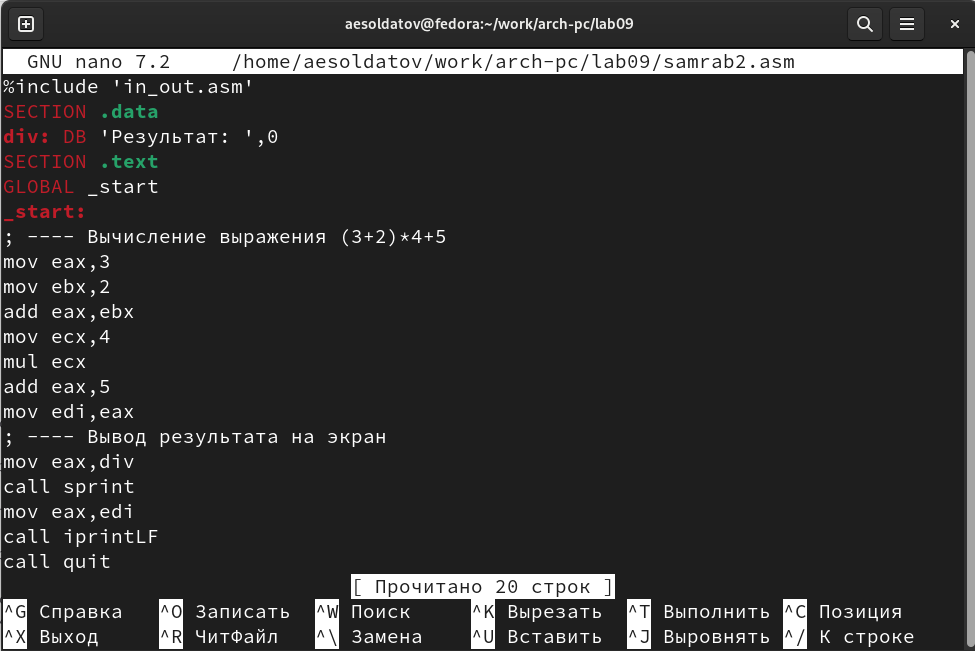 aesoldatov@fedora:~/work/arch-pc/lab09
GNU nano 7.2 /home/aesoldatov/work/arch-pc/lab09/samrab2.asm
%include 'in_out.asm'
SECTION .data
div: DB 'Результат: ',0
SECTION .text
GLOBAL _start
_start:
; ---- Вычисление выражения (3+2)*4+5
mov eax,3
mov ebx,2
add eax,ebx
mov ecx,4
mul ecx
add eax,5
mov edi,eax
; ---- Вывод результата на экран
mov eax,div
call sprint
mov eax,edi
call iprintLF
call quit
[ Прочитано 20 строк ]
^G Справка ^O Записать ^W Поиск ^K Вырезать ^T Выполнить ^C Позиция
^X Выход ^R ЧитФайл ^\ Замена ^U Вставить ^J Выровнять ^/ К строке